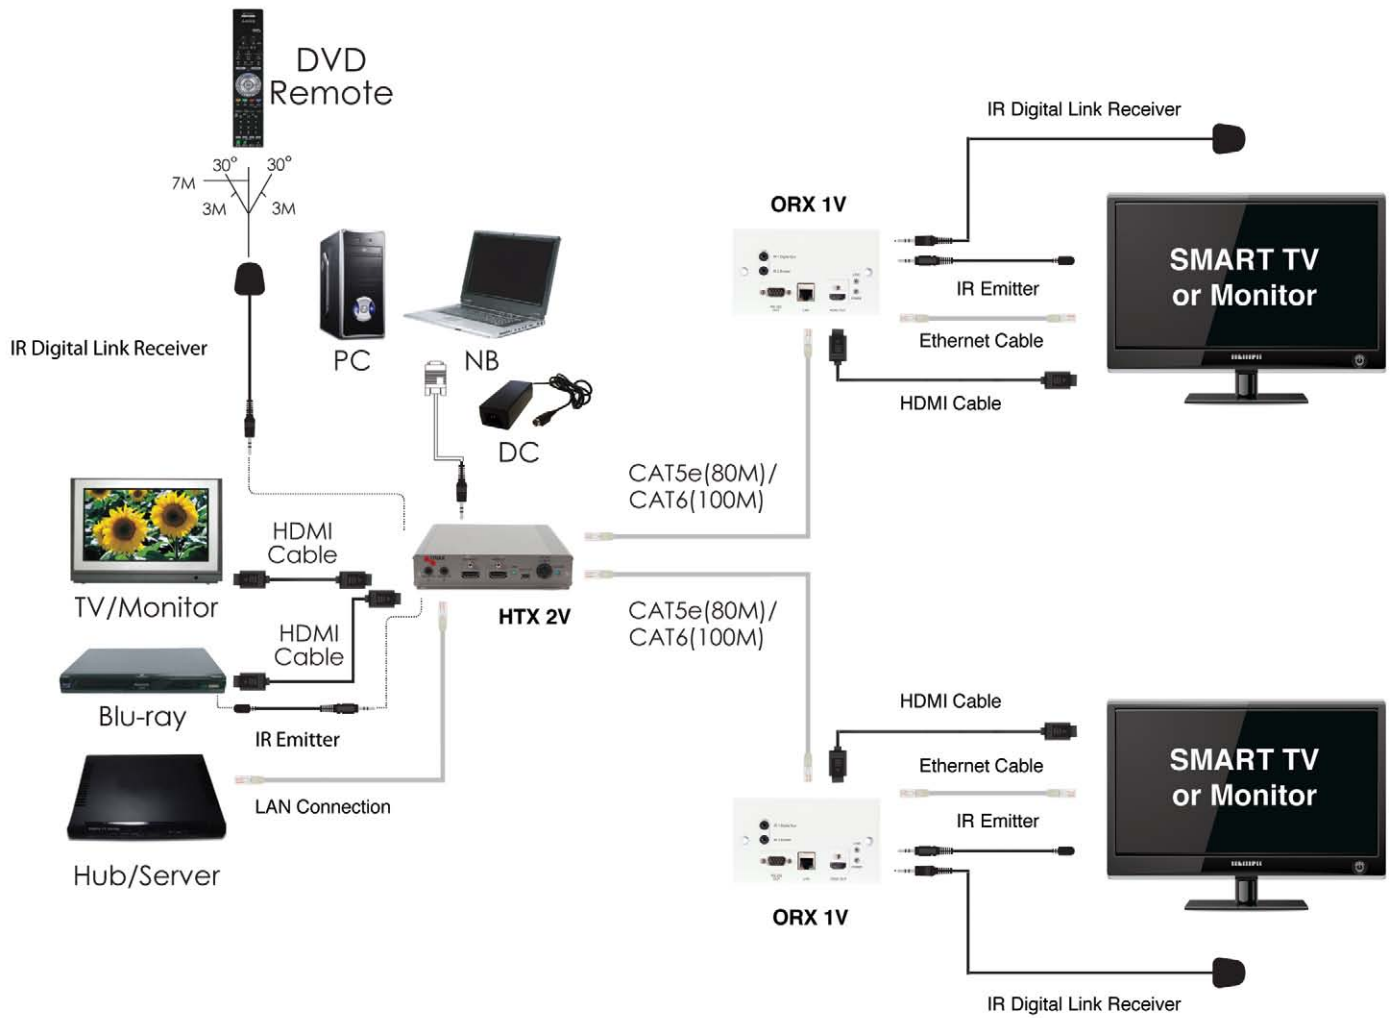 DVD
Remote
30°
30°
7M
3M
3M
IR Digital Link Receiver
PC
NB
DC
HDMI
Cable
TV/Monitor
HDMI
Cable
Blu-ray
IR Emitter
LAN Connection
Hub/Server
HTX 2V
CAT5e(80M)/
CAT6(100M)
CAT5e(80M)/
CAT6(100M)
IR Digital Link Receiver
ORX 1V
IR Emitter
Ethernet Cable
HDMI Cable
SMART TV
or Monitor
HDMI Cable
Ethernet Cable
IR Emitter
SMART TV
or Monitor
ORX 1V
IR Digital Link Receiver